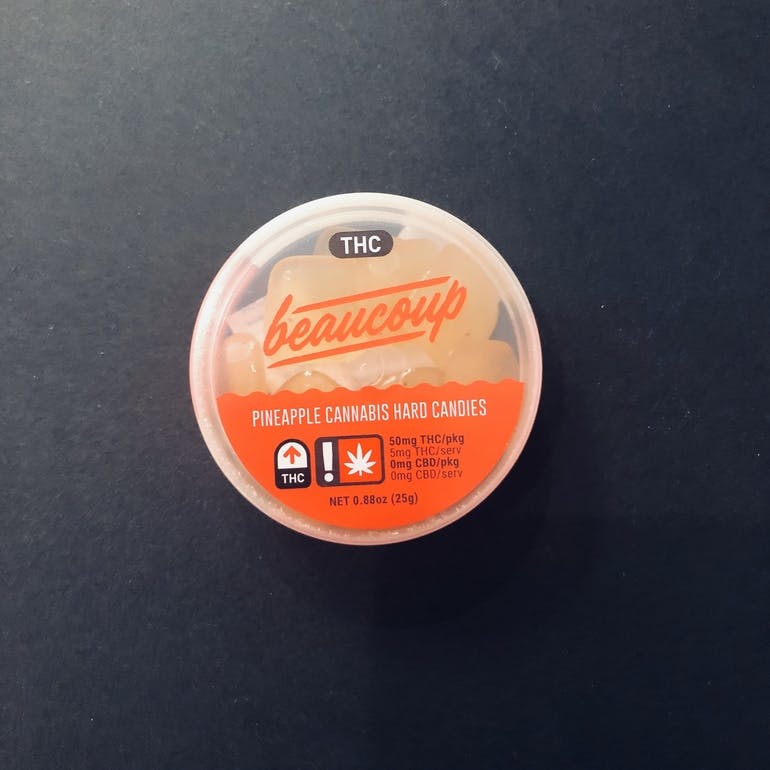 THC
beaucoup
PINEAPPLE CANNABIS HARD CANDIES
50mg THC/pkg
5mg THC/serv
0mg CBD/pkg
0mg CBD/serv
THC
!
NET 0.88oz (25g)